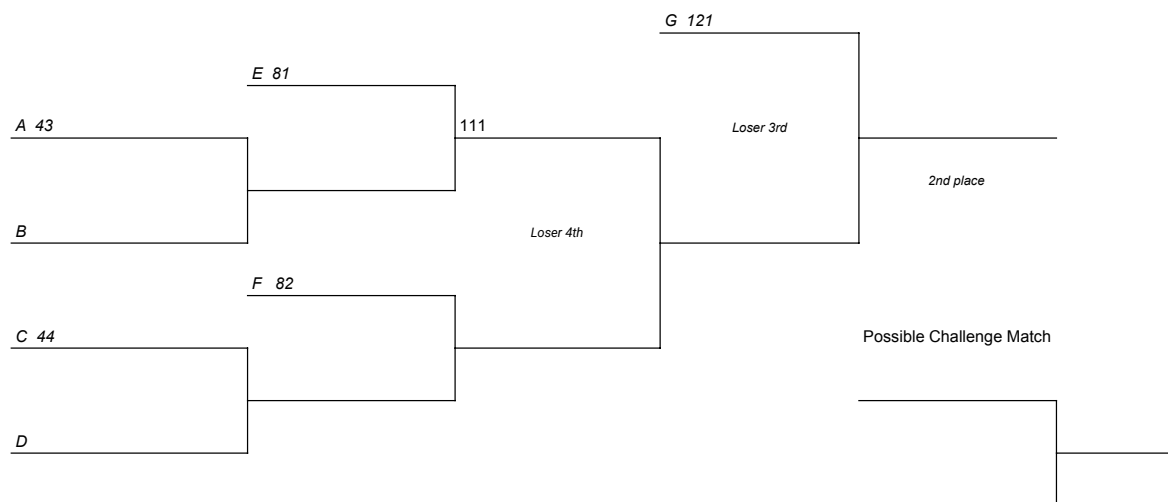 G 121
E 81
A 43
111
Loser 3rd
2nd place
B
Loser 4th
F 82
C 44
Possible Challenge Match
D